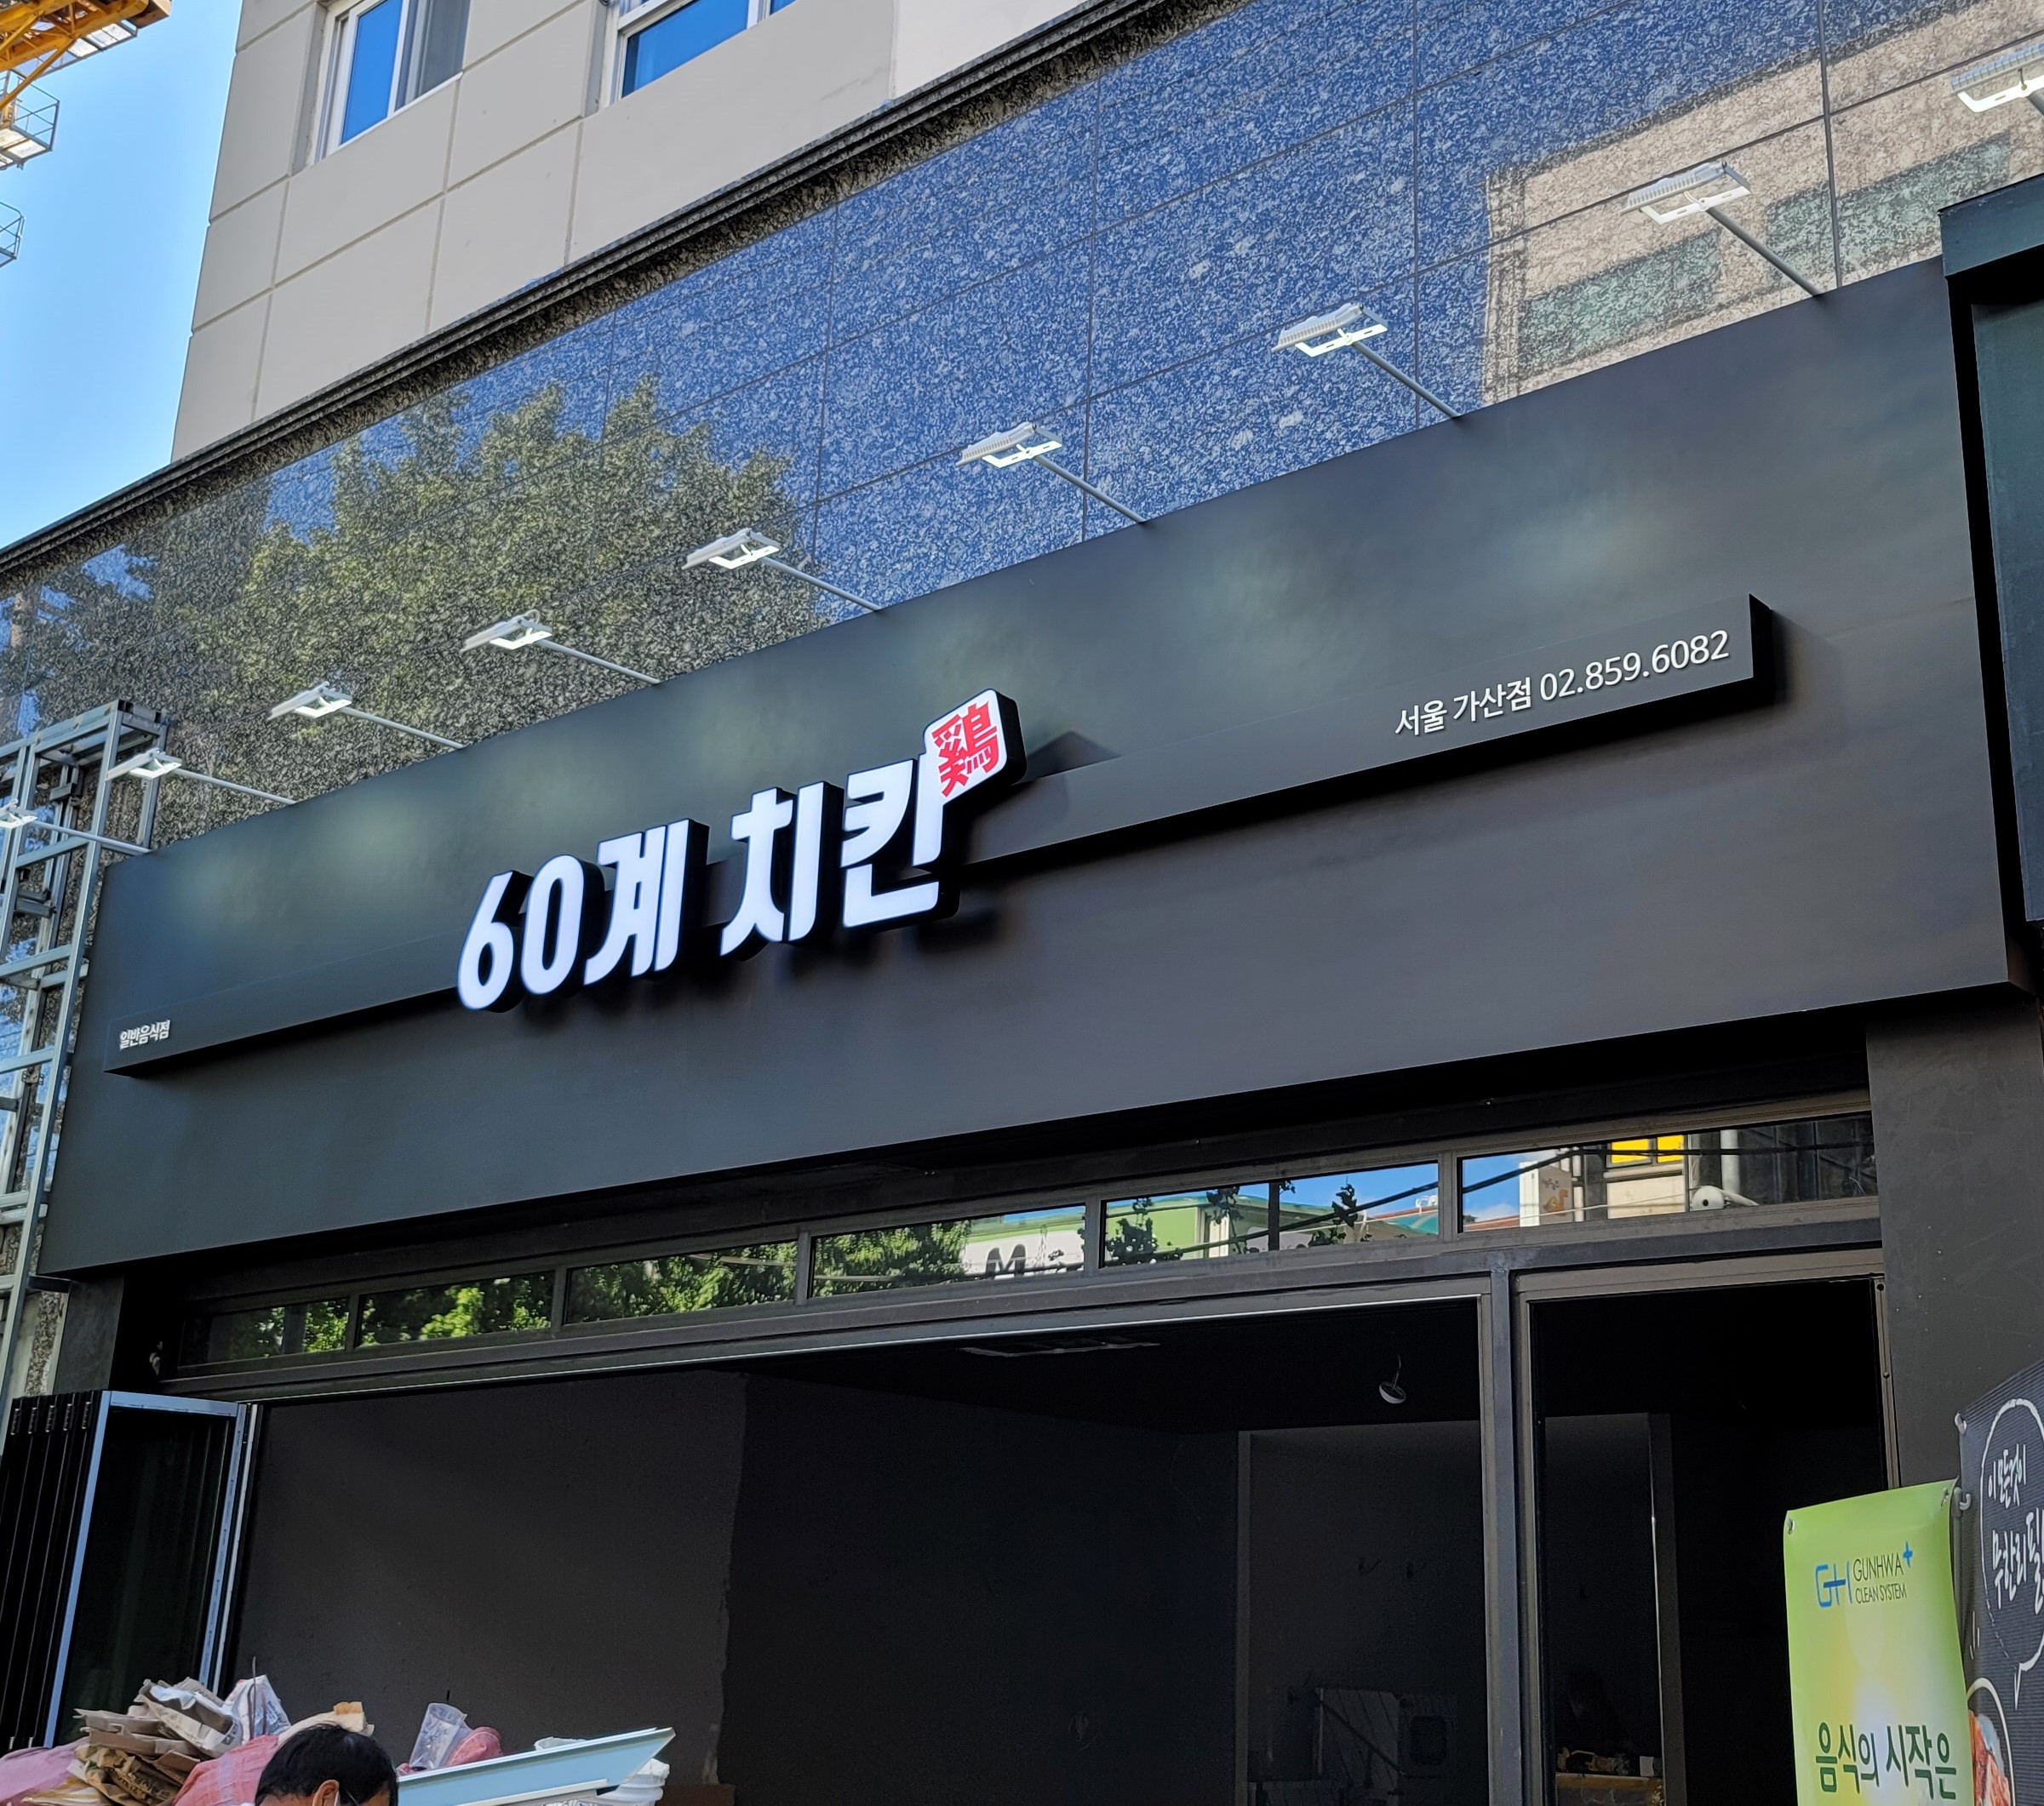 60계 치킨
鷄
서울 가산점 02.859.6082
일반음식점
GH GUNHWA+
CLEAN SYSTEM
음식의 시작은